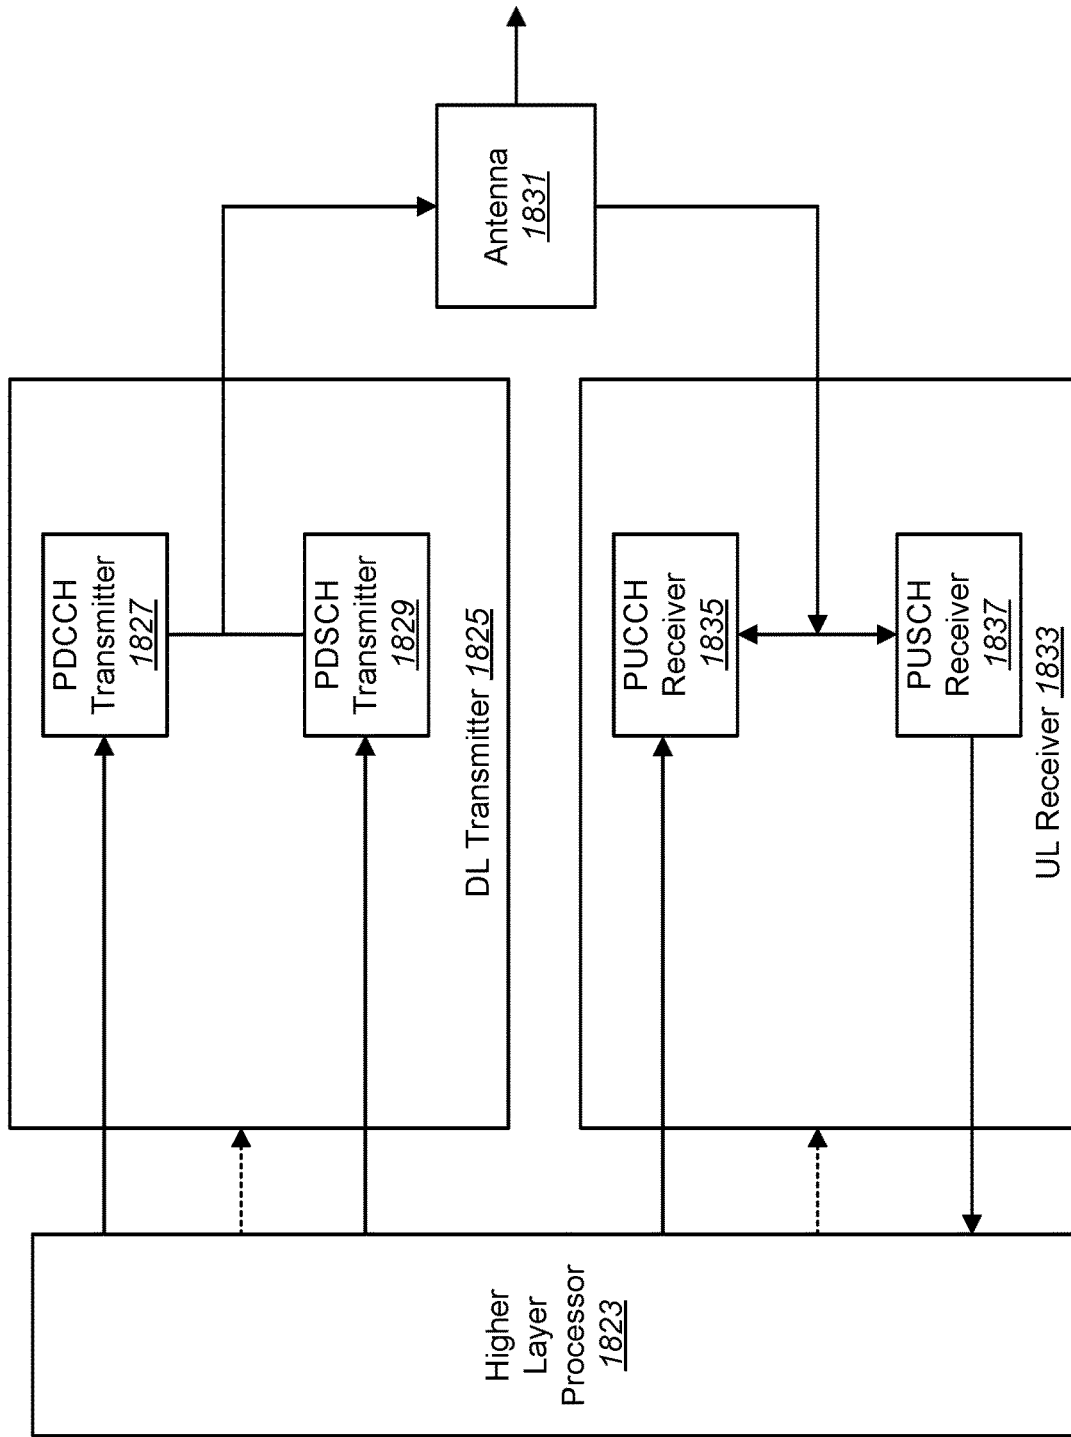 Higher
Layer
Processor
1823
DL Transmitter 1825
PDCCH
Transmitter
1827
PDSCH
Transmitter
1829
Antenna
1831
UL Receiver 1833
PUCCH
Receiver
1835
PUSCH
Receiver
1837